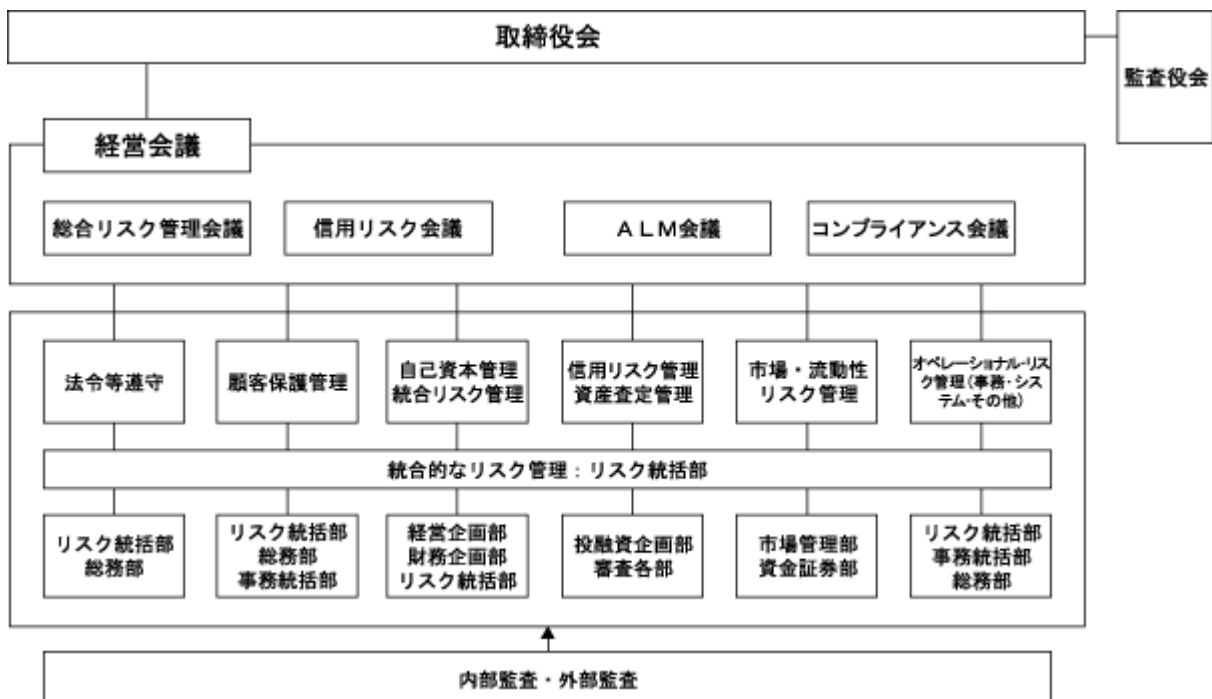 取締役会
監査役会
経営会議
総合リスク管理会議
信用リスク会議
ＡＬＭ会議
コンプライアンス会議
法令等遵守
顧客保護管理
自己資本管理
統合リスク管理
信用リスク管理
資産査定管理
市場・流動性
リスク管理
オペレーショナル・リス
ク管理（事務・シス
テム・その他）
統合的なリスク管理：リスク統括部
リスク統括部
総務部
リスク統括部
総務部
事務統括部
経営企画部
財務企画部
リスク統括部
投融資企画部
審査各部
市場管理部
資金証券部
リスク統括部
事務統括部
総務部
内部監査・外部監査